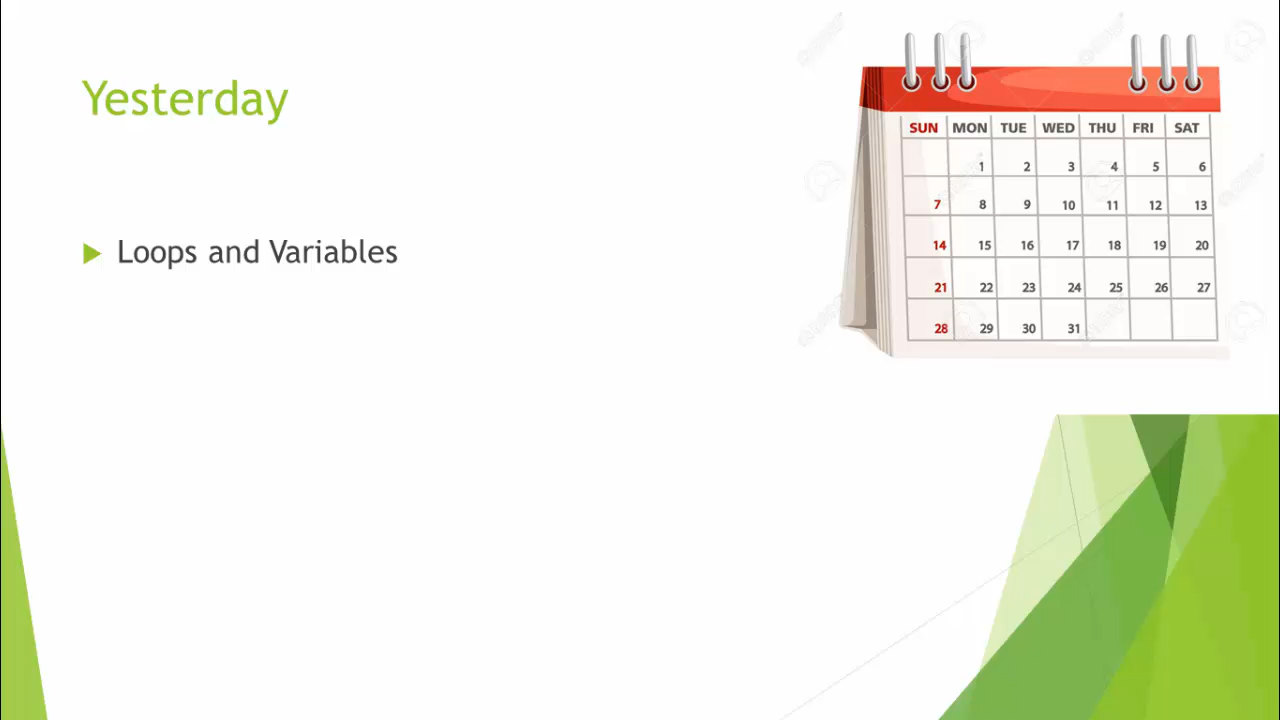 Yesterday
Loops and Variables
SUN MON TUE WED THU FRI SAT
1 2 3 4 5 6
7 8 9 10 11 12 13
14 15 16 17 18 19 20
21 22 23 24 25 26 27
28 29 30 31